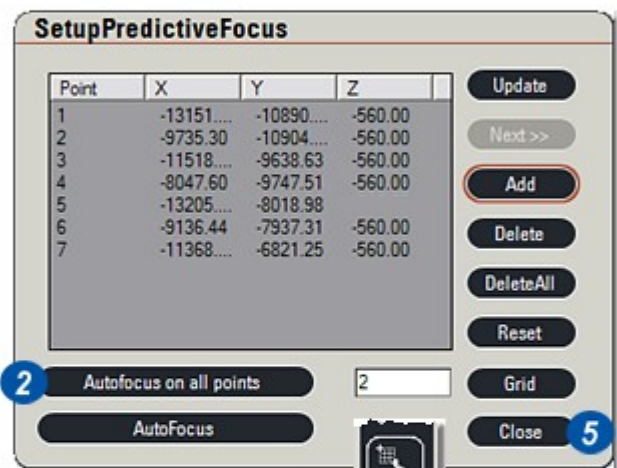 SetupPredictiveFocus
Point X Y Z
1 -13151.... -10890.... -560.00
2 -9735.30 -10904.... -560.00
3 -11518.... -9638.63 -560.00
4 -8047.60 -9747.51 -560.00
5 -13205.... -8018.98
6 -9136.44 -7937.31 -560.00
7 -11368.... -6821.25 -560.00
Update
Next >>
Add
Delete
DeleteAll
Reset
2 Autofocus on all points 2 Grid
AutoFocus Close 5